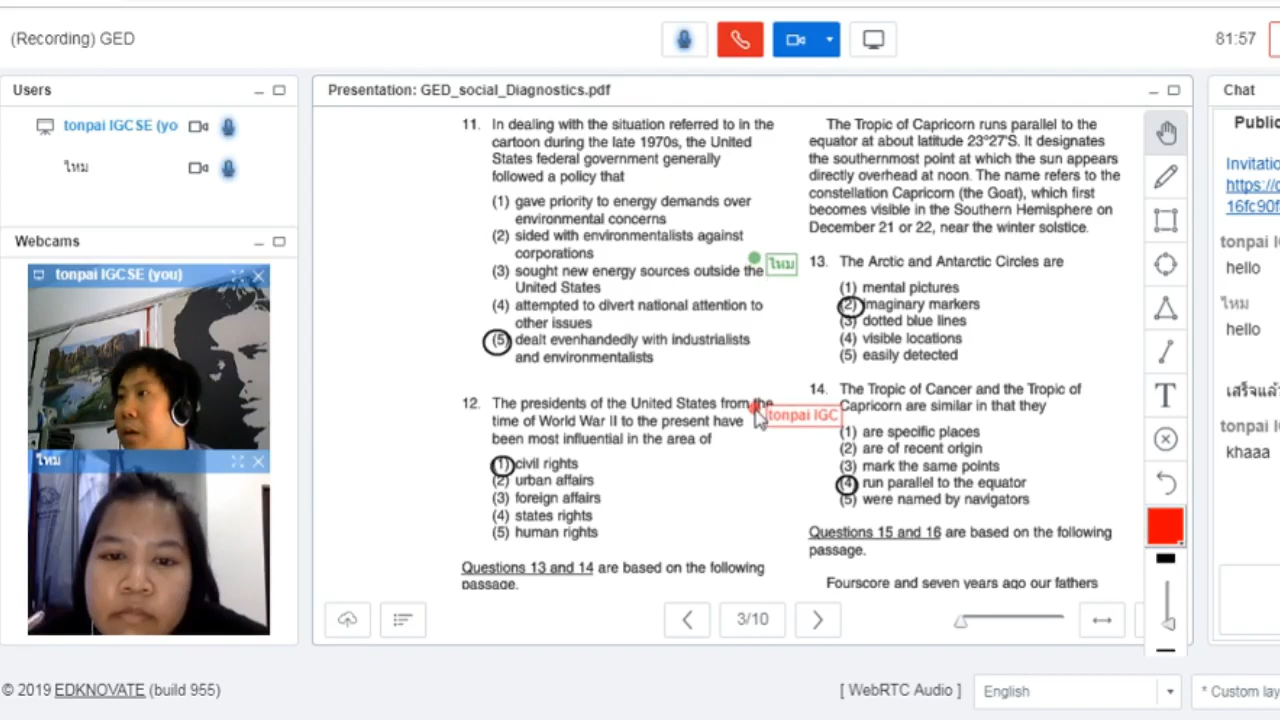 (Recording) GED
81:57
Users
tonpai IGCSE (yo
ไหม
Webcams
tonpai IGCSE (you)
ไหม
Presentation: GED_social_Diagnostics.pdf
11. In dealing with the situation referred to in the
cartoon during the late 1970s, the United
States federal government generally
followed a policy that
(1) gave priority to energy demands over
environmental concerns
(2) sided with environmentalists against
corporations
(3) sought new energy sources outside the
United States
(4) attempted to divert national attention to
other issues
(5) dealt evenhandedly with industrialists
and environmentalists
ไหม
12. The presidents of the United States from the
time of World War II to the present have
been most influential in the area of
(1) civil rights
(2) urban affairs
(3) foreign affairs
(4) states rights
(5) human rights
tonpai IGC
Questions 13 and 14 are based on the following
passage.
The Tropic of Capricorn runs parallel to the
equator at about latitude 23°27'S. It designates
the southernmost point at which the sun appears
directly overhead at noon. The name refers to the
constellation Capricorn (the Goat), which first
becomes visible in the Southern Hemisphere on
December 21 or 22, near the winter solstice.
13. The Arctic and Antarctic Circles are
(1) mental pictures
(2) imaginary markers
(3) dotted blue lines
(4) visible locations
(5) easily detected
14. The Tropic of Cancer and the Tropic of
Capricorn are similar in that they
(1) are specific places
(2) are of recent origin
(3) mark the same points
(4) run parallel to the equator
(5) were named by navigators
Questions 15 and 16 are based on the following
passage.
Fourscore and seven years ago our fathers
T
3/10
Chat
Public
Invitatio
https://c
16fc90f
tonpai I
hello
ไหม
hello
เสร็จแล้
tonpai I
khaaa
© 2019 EDKNOVATE (build 955)
[ WebRTC Audio ]
English
* Custom lay